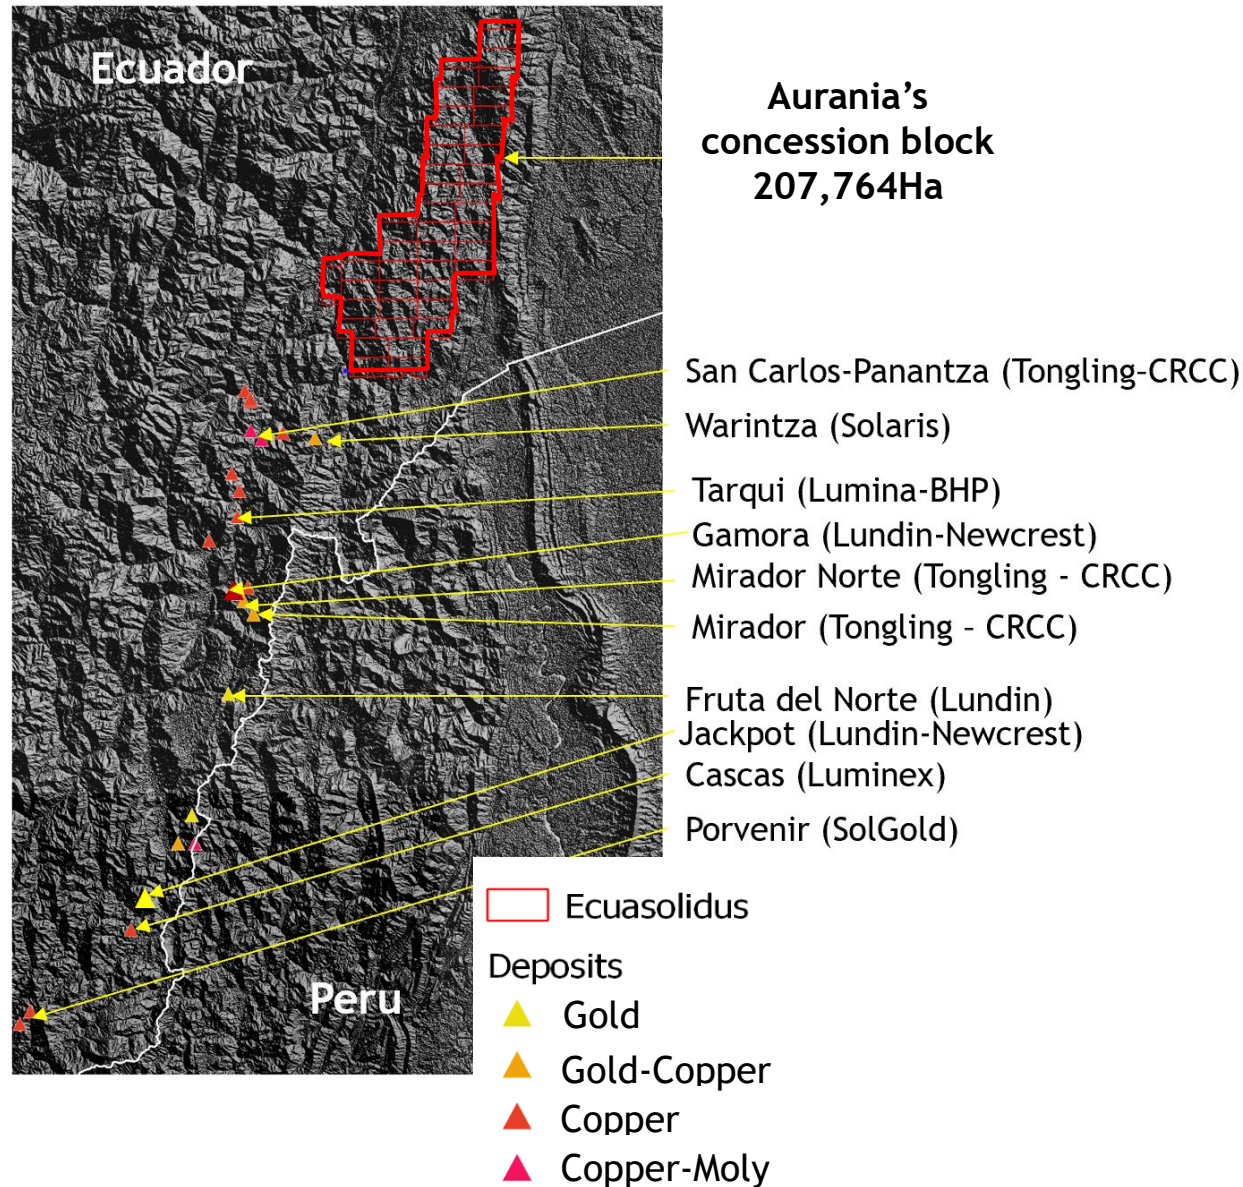 Ecuador
Aurania's
concession block
207,764Ha
San Carlos-Panantza (Tongling-CRCC)
Warintza (Solaris)
Tarqui (Lumina-BHP)
Gamora (Lundin-Newcrest)
Mirador Norte (Tongling - CRCC)
Mirador (Tongling - CRCC)
Fruta del Norte (Lundin)
Jackpot (Lundin-Newcrest)
Cascas (Luminex)
Porvenir (SolGold)
Peru
Ecuasolidus
Deposits
Gold
Gold-Copper
Copper
Copper-Moly